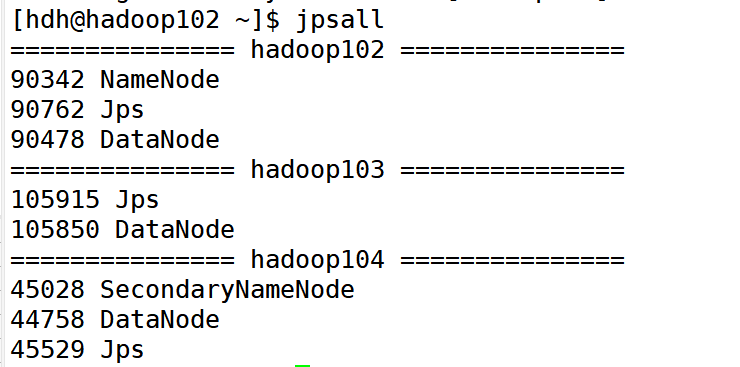 [hdh@hadoop102 ~]$ jpsall
=============== hadoop102 ===============
90342 NameNode
90762 Jps
90478 DataNode
=============== hadoop103 ===============
105915 Jps
105850 DataNode
=============== hadoop104 ===============
45028 SecondaryNameNode
44758 DataNode
45529 Jps